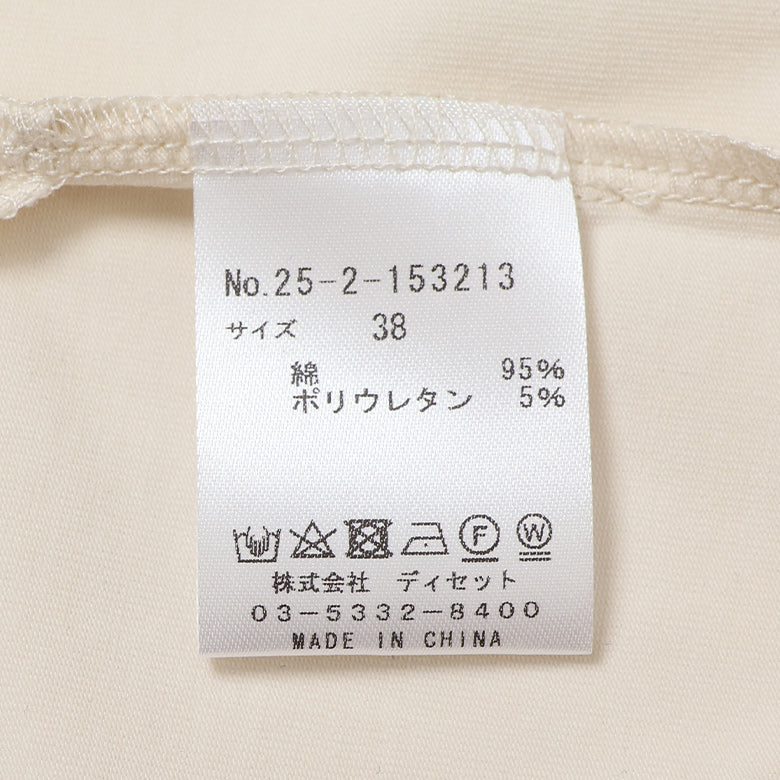 No.25-2-153213
サイズ 38
綿 95%
ポリウレタン 5%
F W
株式会社 ディセット
03-5332-8400
MADE IN CHINA